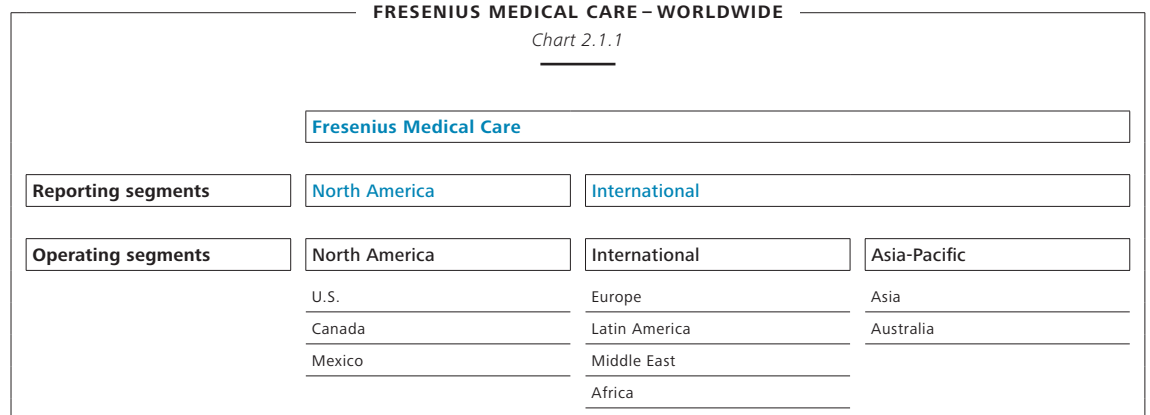 FRESENIUS MEDICAL CARE – WORLDWIDE
Chart 2.1.1
Fresenius Medical Care
Reporting segments North America International
Operating segments North America International Asia-Pacific
U.S. Europe Asia
Canada Latin America Australia
Mexico Middle East
Africa